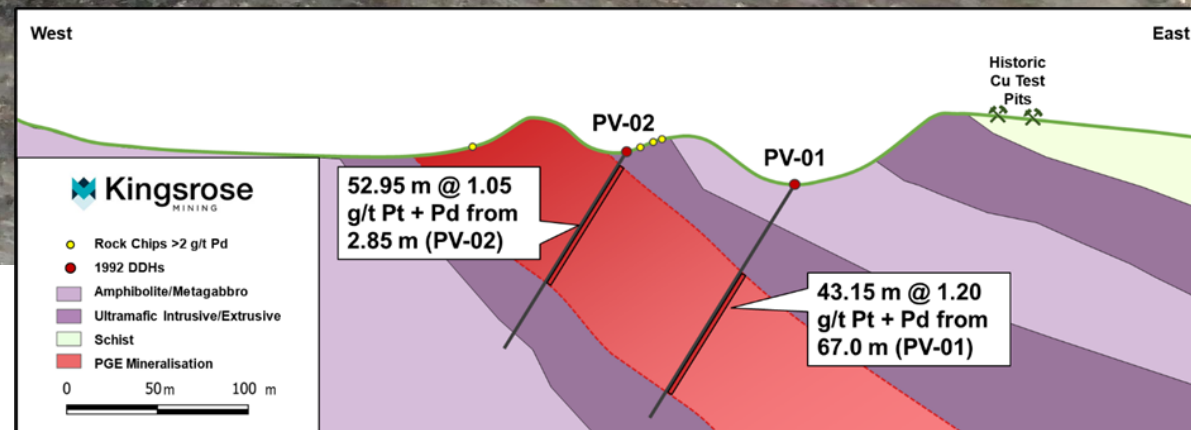 West
East
Historic
Cu Test
Pits
PV-02
PV-01
52.95 m @ 1.05
g/t Pt + Pd from
2.85 m (PV-02)
43.15 m @ 1.20
g/t Pt + Pd from
67.0 m (PV-01)
Kingsrose
MINING
Rock Chips >2 g/t Pd
1992 DDHs
Amphibolite/Metagabbro
Ultramafic Intrusive/Extrusive
Schist
PGE Mineralisation
0 50m 100 m